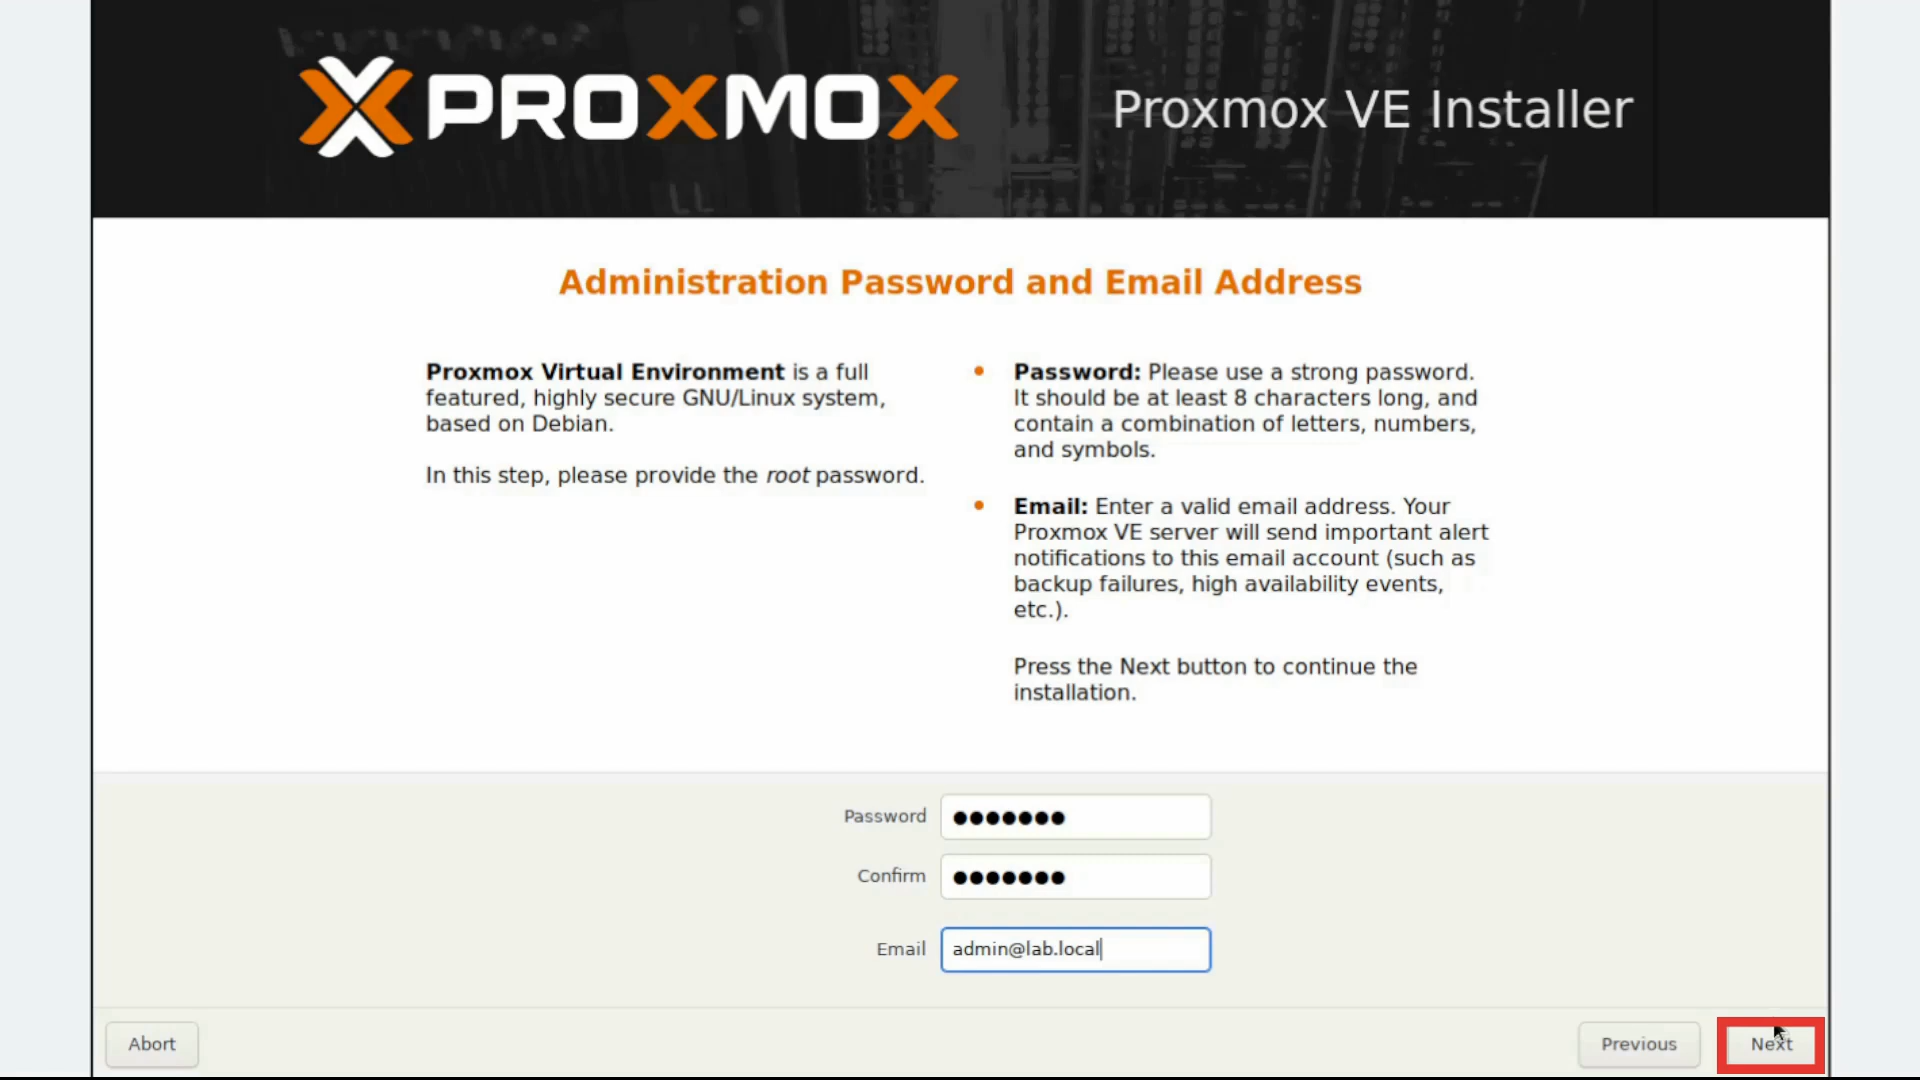 PROXMOX
Proxmox VE Installer
Administration Password and Email Address
Proxmox Virtual Environment is a full
featured, highly secure GNU/Linux system,
based on Debian.
In this step, please provide the root password.
• Password: Please use a strong password.
It should be at least 8 characters long, and
contain a combination of letters, numbers,
and symbols.
• Email: Enter a valid email address. Your
Proxmox VE server will send important alert
notifications to this email account (such as
backup failures, high availability events,
etc.).
Press the Next button to continue the
installation.
Password ●●●●●●●
Confirm ●●●●●●●
Email admin@lab.local
Abort
Previous
Next